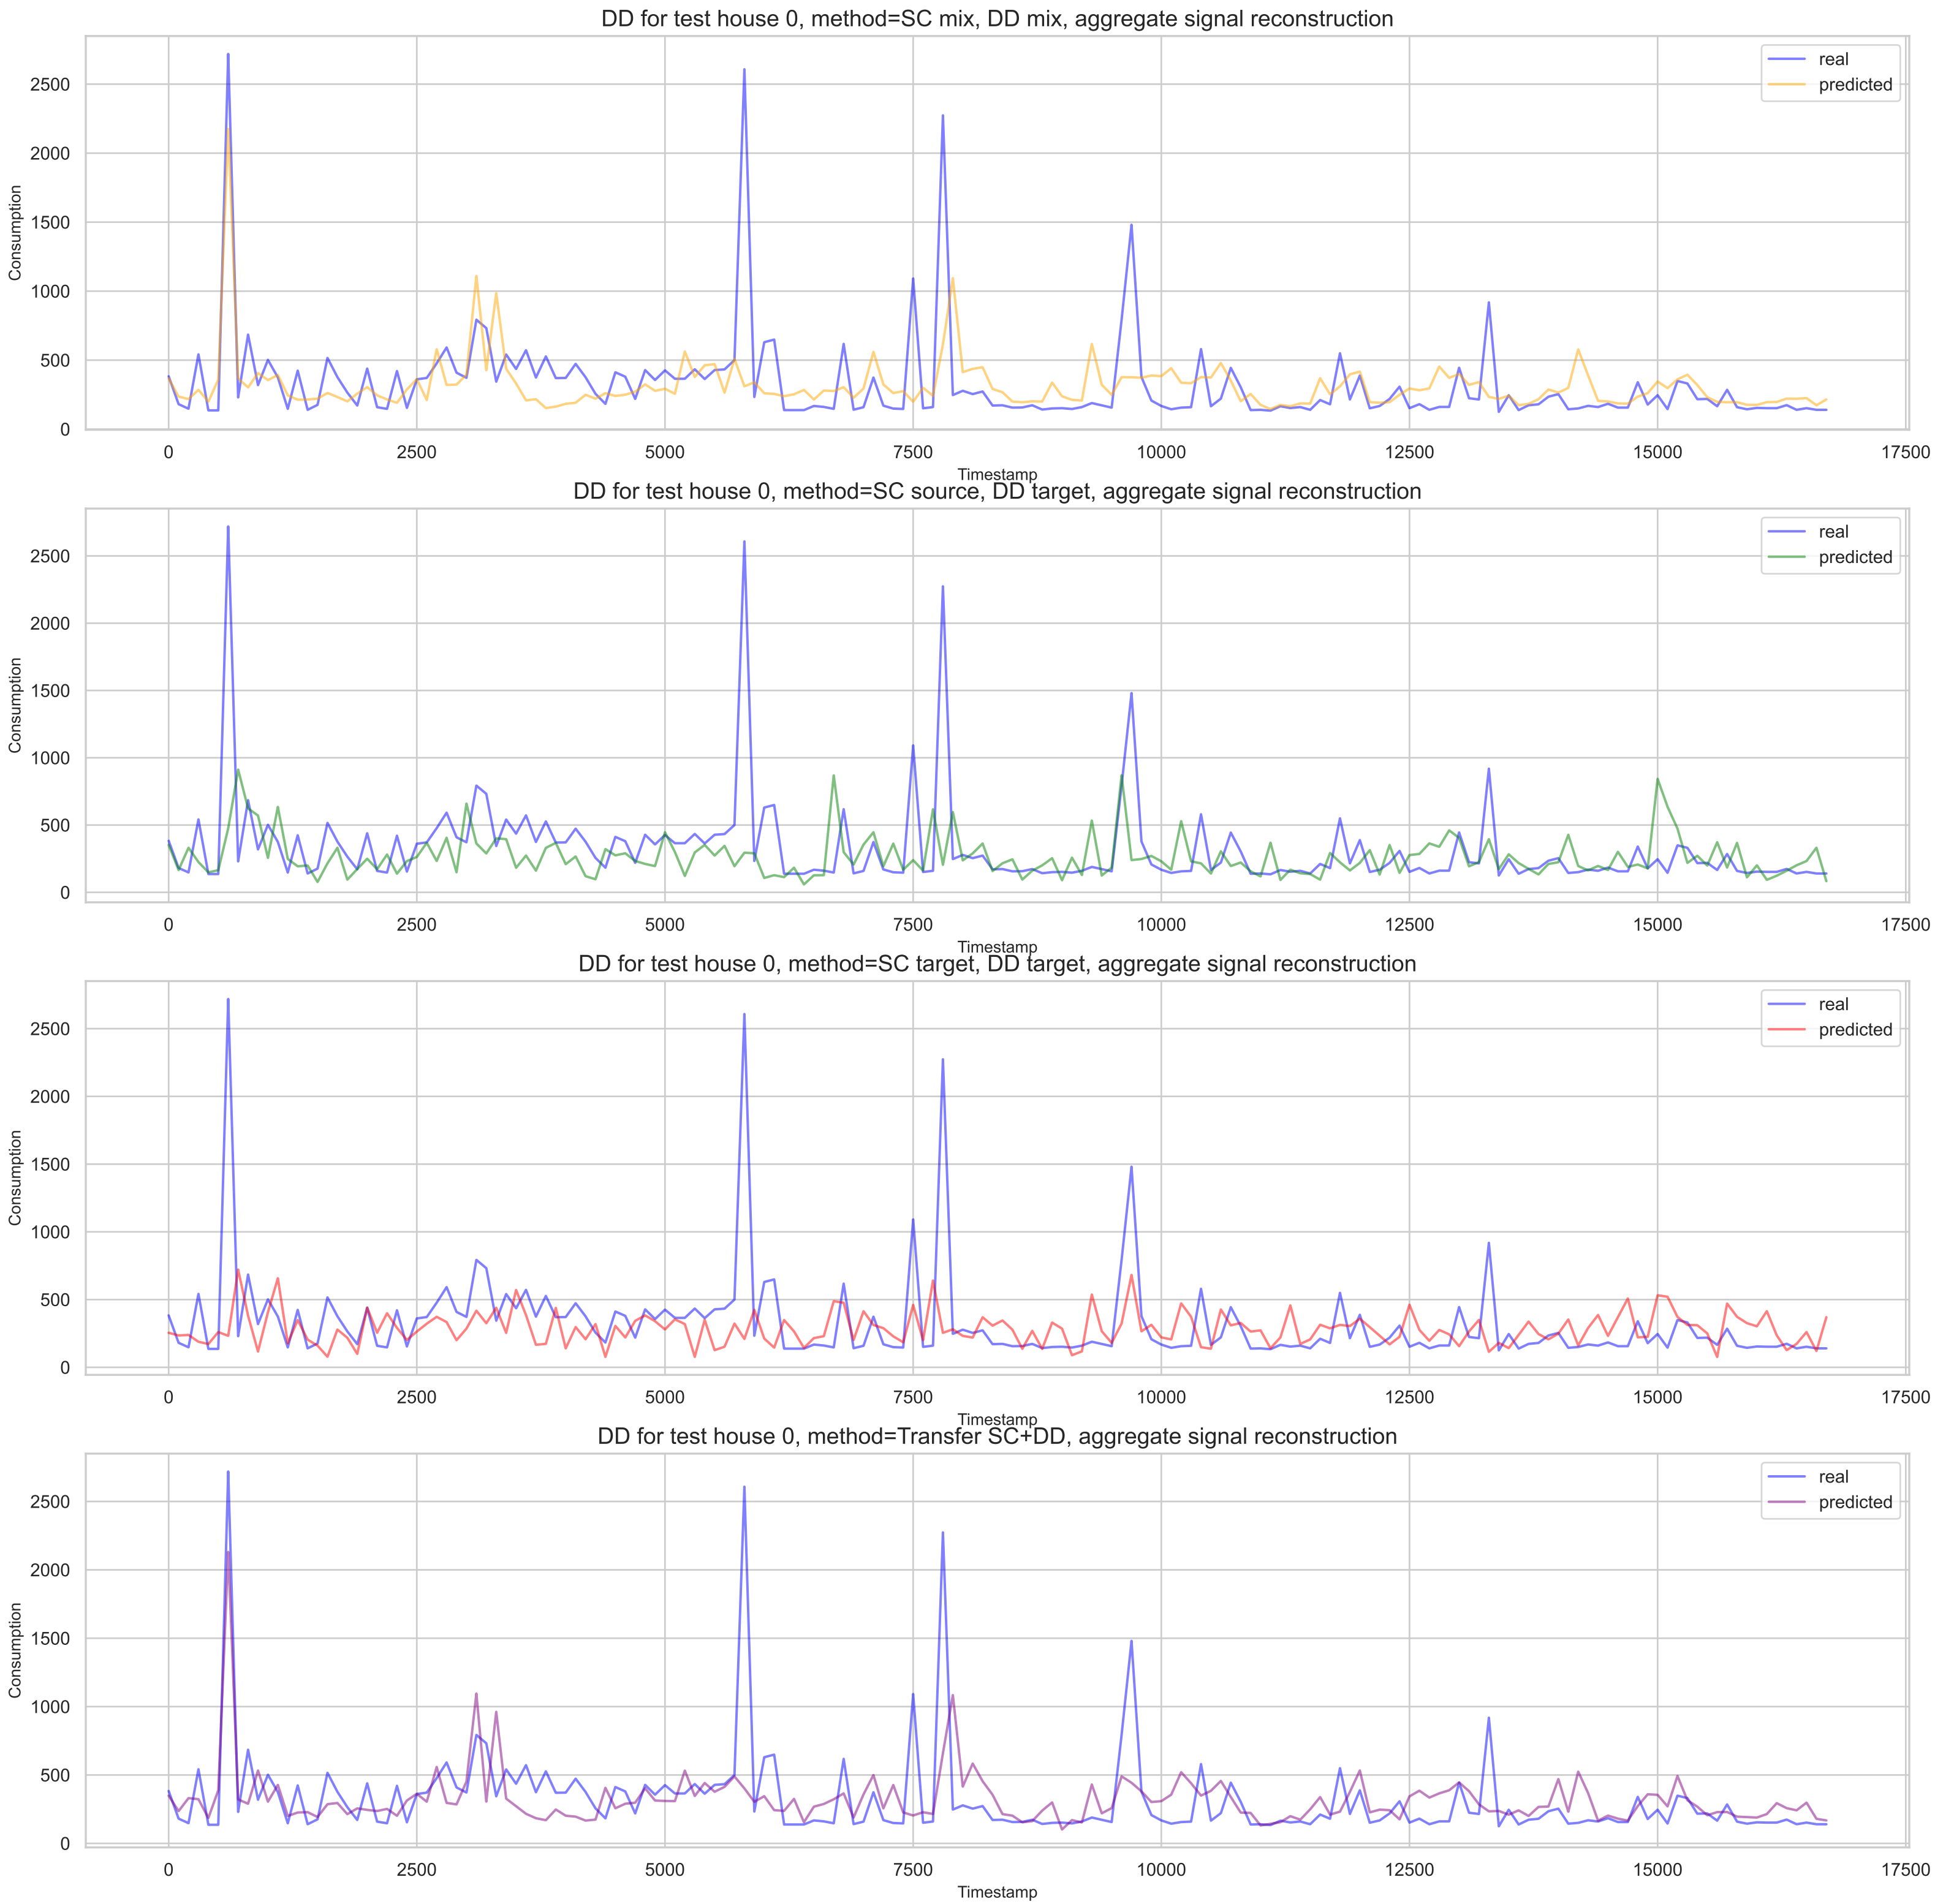 DD for test house 0, method=SC mix, DD mix, aggregate signal reconstruction
real
predicted
Consumption
2500
2000
1500
1000
500
0
0 2500 5000 7500 10000 12500 15000 17500
Timestamp
DD for test house 0, method=SC source, DD target, aggregate signal reconstruction
real
predicted
Consumption
2500
2000
1500
1000
500
0
0 2500 5000 7500 10000 12500 15000 17500
Timestamp
DD for test house 0, method=SC target, DD target, aggregate signal reconstruction
real
predicted
Consumption
2500
2000
1500
1000
500
0
0 2500 5000 7500 10000 12500 15000 17500
Timestamp
DD for test house 0, method=Transfer SC+DD, aggregate signal reconstruction
real
predicted
Consumption
2500
2000
1500
1000
500
0
0 2500 5000 7500 10000 12500 15000 17500
Timestamp